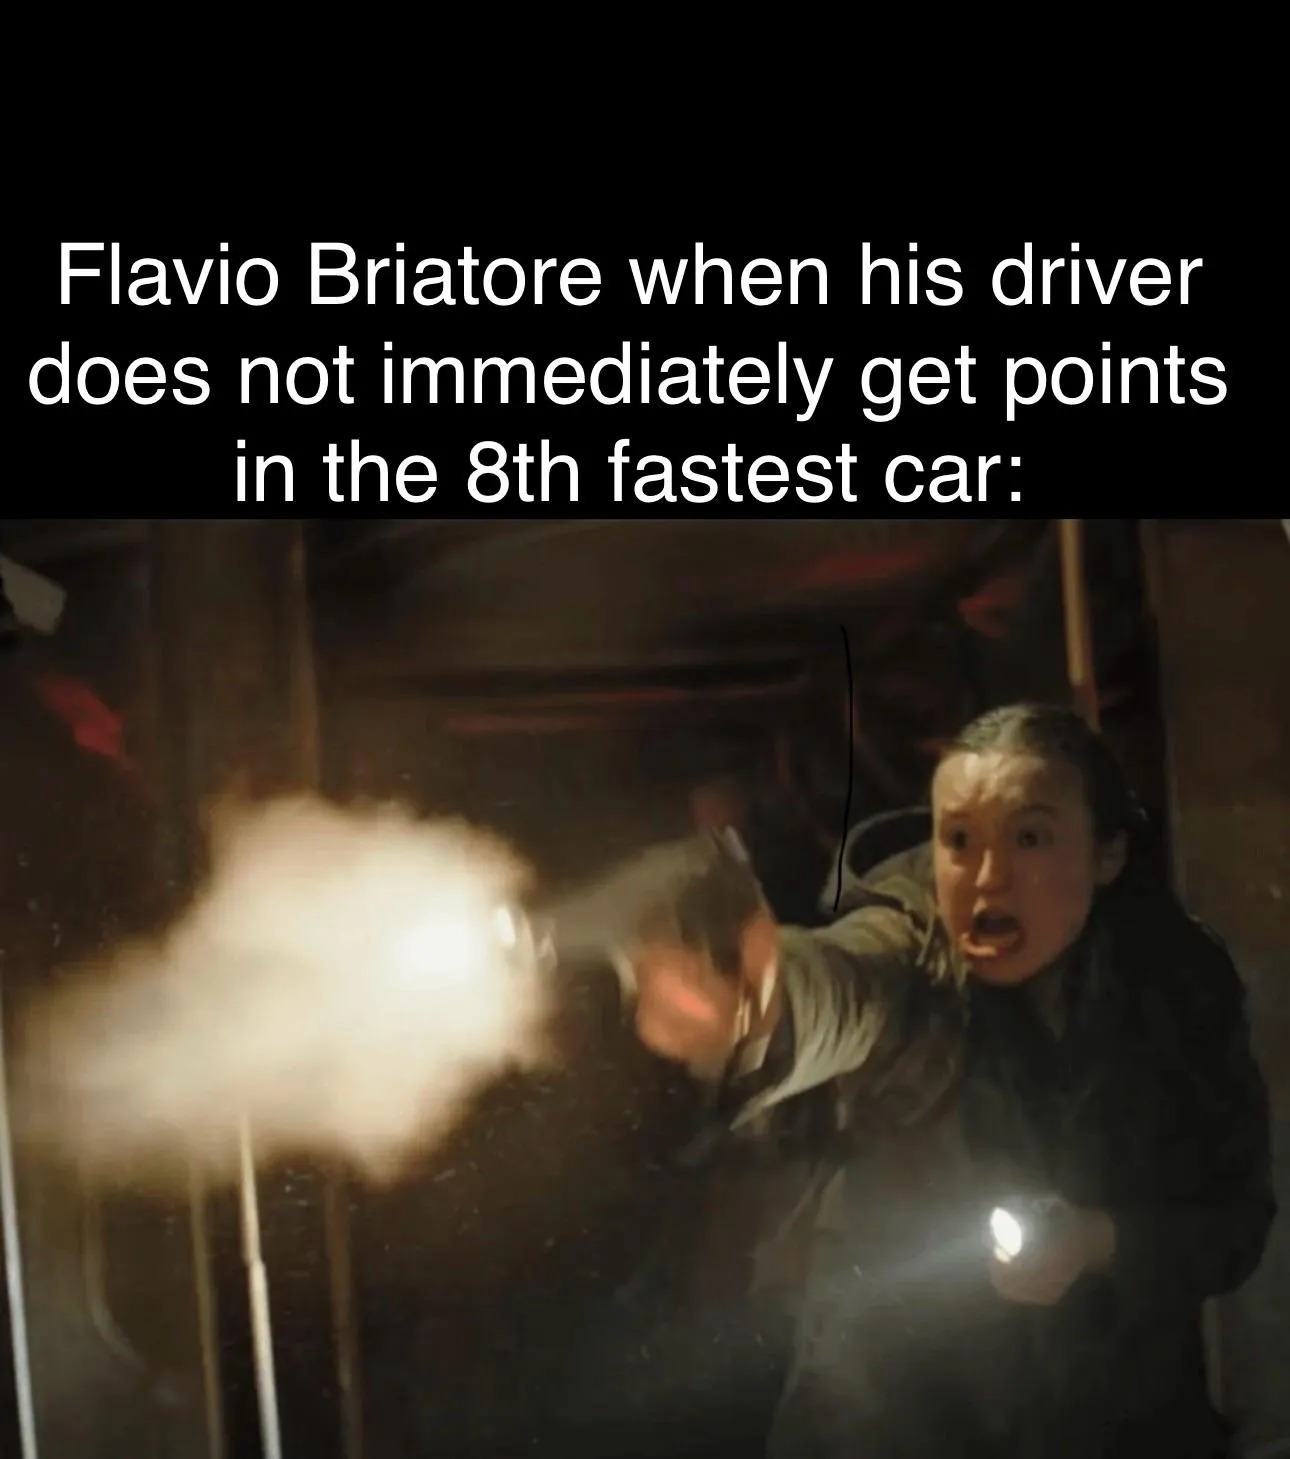 Flavio Briatore when his driver
does not immediately get points
in the 8th fastest car: